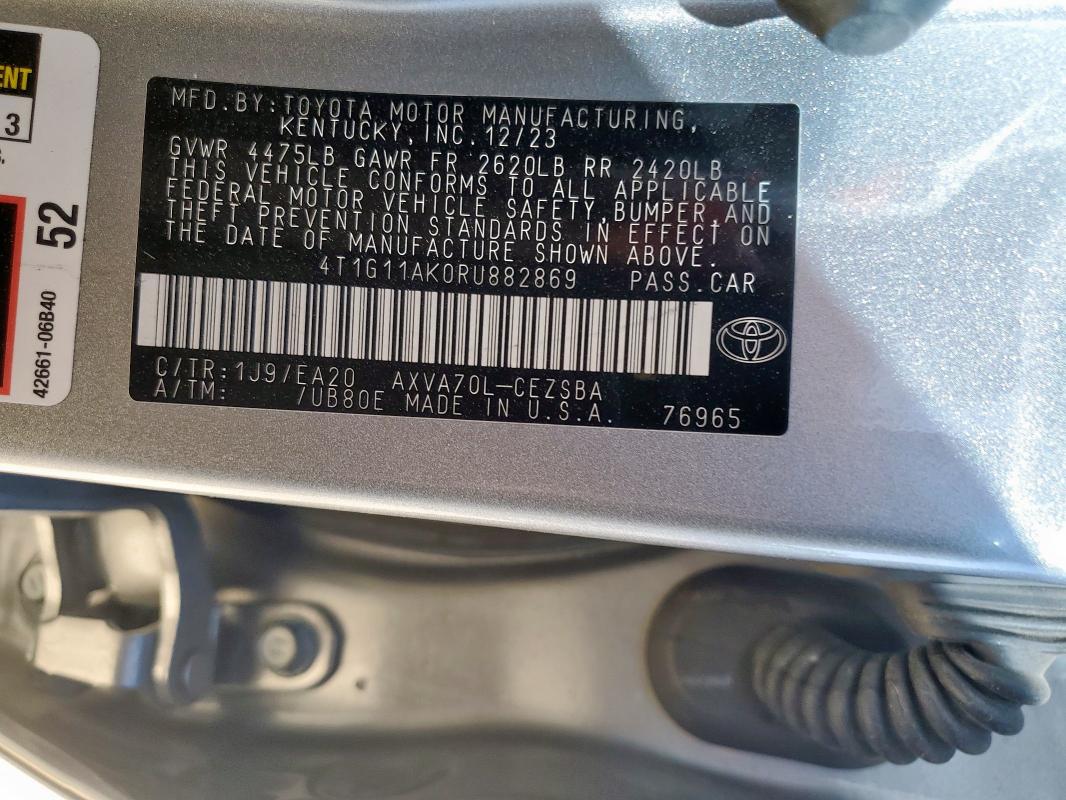 ENT
3
52
42661-06B40
MFD.BY:TOYOTA MOTOR MANUFACTURING,
KENTUCKY, INC.12/23
GVWR 4475LB GAWR FR 2620LB RR 2420LB
THIS VEHICLE CONFORMS TO ALL APPLICABLE
FEDERAL MOTOR VEHICLE SAFETY,BUMPER,AND
THEFT PREVENTION STANDARDS IN EFFECT ON
THE DATE OF MANUFACTURE SHOWN ABOVE.
4T1G11AK0RU882869 PASS.CAR
C/TR:1J9/EA20 AXVA70L-CEZSBA
A/TM: /UB80E MADE IN U.S.A. 76965